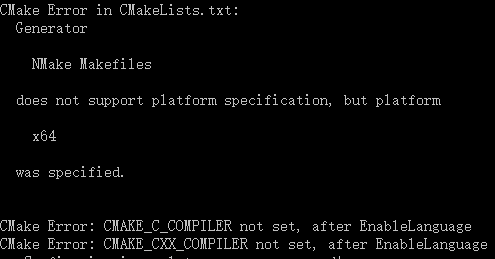 CMake Error in CMakeLists.txt:
Generator
NMake Makefiles
does not support platform specification, but platform
x64
was specified.
CMake Error: CMAKE_C_COMPILER not set, after EnableLanguage
CMake Error: CMAKE_CXX_COMPILER not set, after EnableLanguage